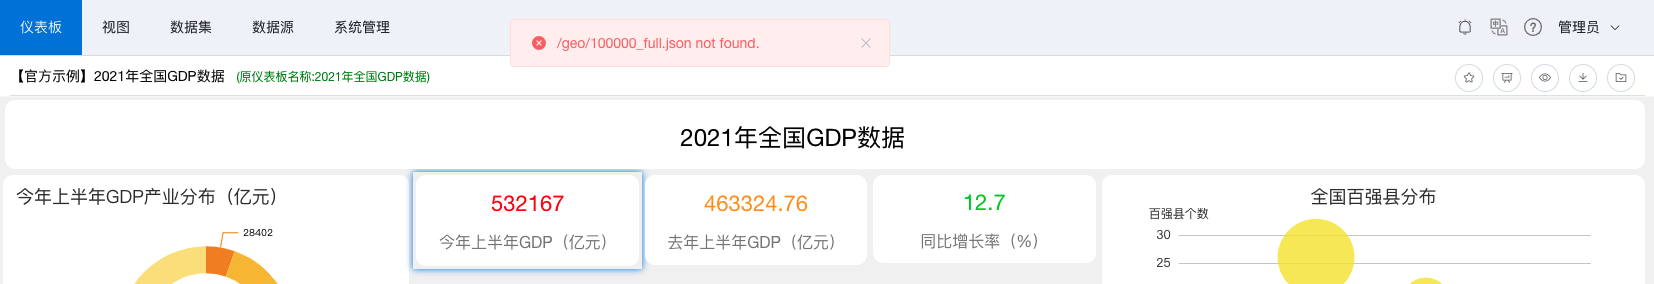 仪表板 视图 数据集 数据源 系统管理 管理员
/geo/100000_full.json not found.
【官方示例】2021年全国GDP数据 (原仪表板名称:2021年全国GDP数据)
2021年全国GDP数据
今年上半年GDP产业分布（亿元）
28402
532167
今年上半年GDP（亿元）
463324.76
去年上半年GDP（亿元）
12.7
同比增长率（%）
全国百强县分布
百强县个数
30
25